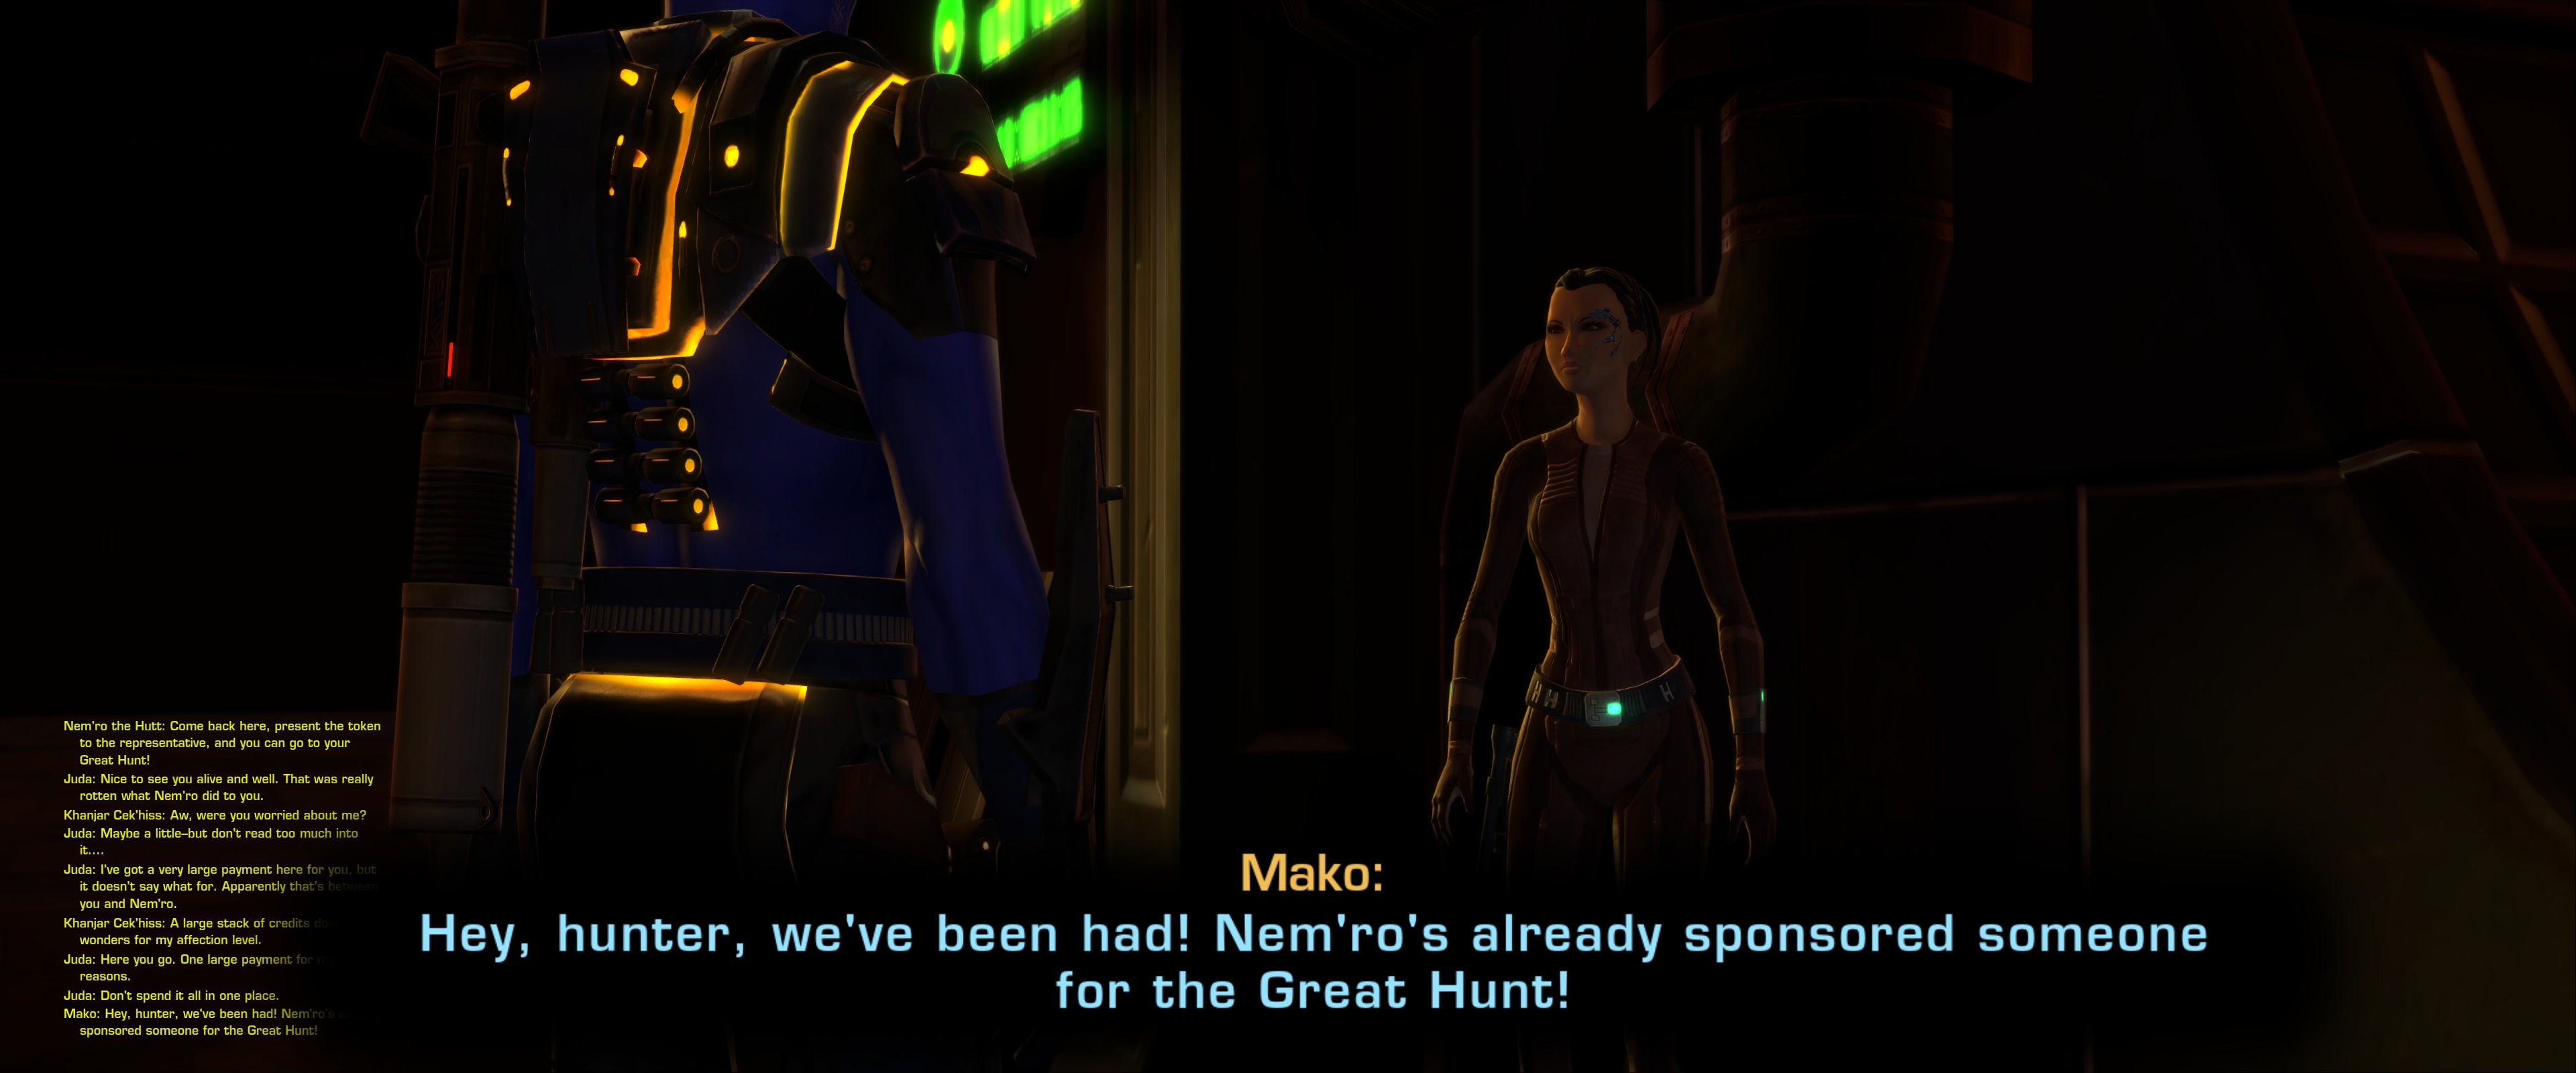 Nem'ro the Hutt: Come back here, present the token
to the representative, and you can go to your
Great Hunt!
Juda: Nice to see you alive and well. That was really
rotten what Nem'ro did to you.
Khanjar Cek'hiss: Aw, were you worried about me?
Juda: Maybe a little--but don't read too much into
it....
Juda: I've got a very large payment here for you, but
it doesn't say what for. Apparently that's between
you and Nem'ro.
Khanjar Cek'hiss: A large stack of credits
wonders for my affection level.
Juda: Here you go. One large payment for
reasons.
Juda: Don't spend it all in one place.
Mako: Hey, hunter, we've been had! Nem'ro's
sponsored someone for the Great Hunt!
Mako:
Hey, hunter, we've been had! Nem'ro's already sponsored someone
for the Great Hunt!